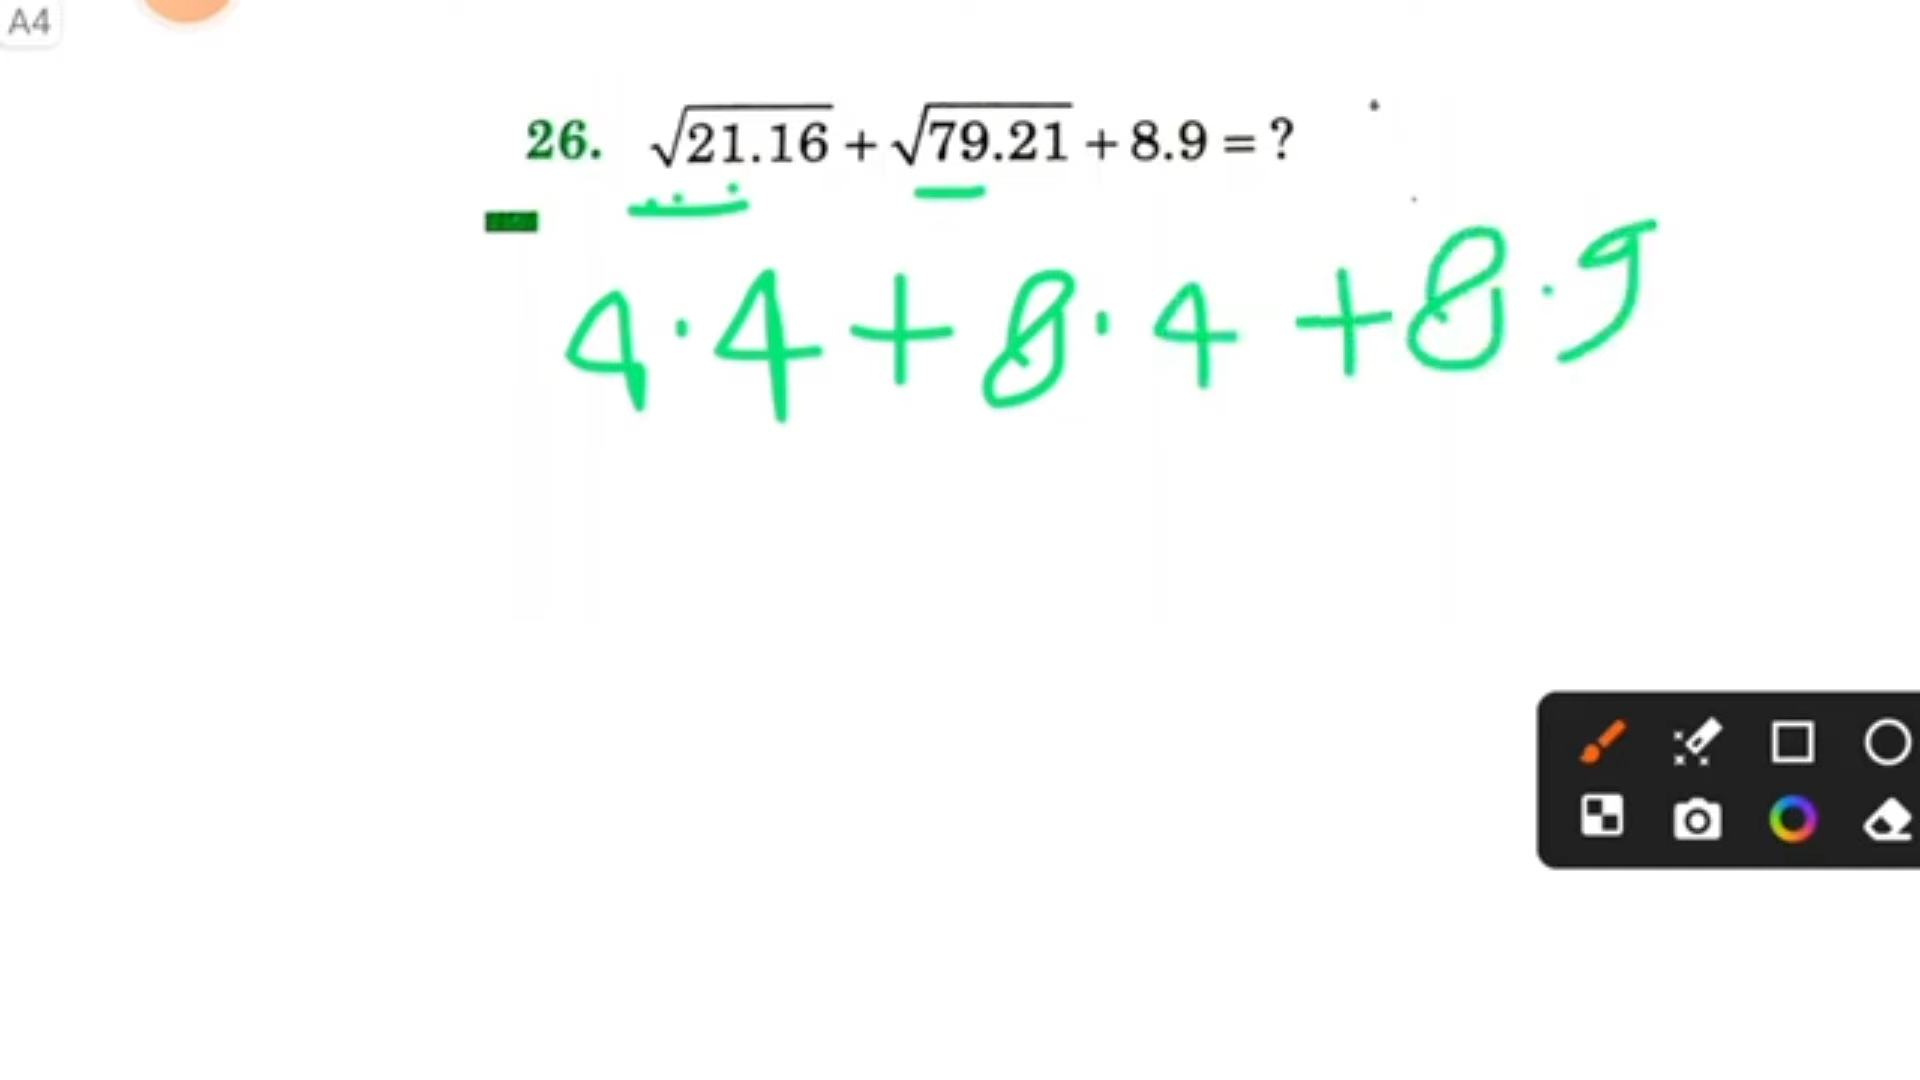 A4
26. √21.16 + √79.21 + 8.9 = ?
4.4 + 8.4 + 8.9